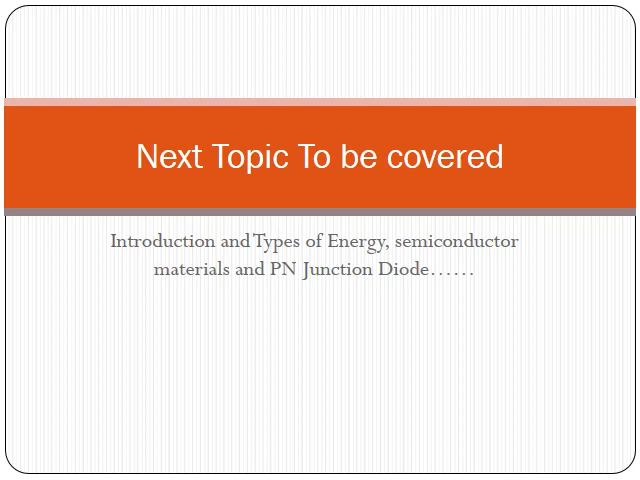 Next Topic To be covered
Introduction and Types of Energy, semiconductor
materials and PN Junction Diode……